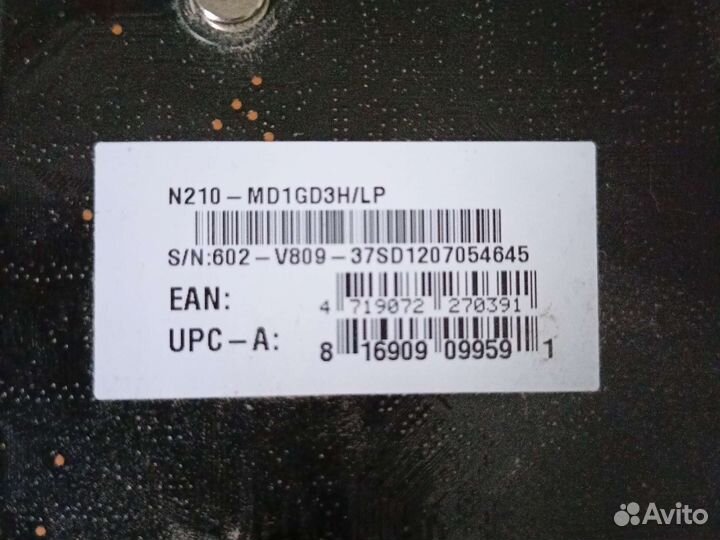 N210-MD1GD3H/LP
S/N:602-V809-37SD1207054645
EAN: 4 719072 270391
UPC-A: 8 16909 09959 1
Avito